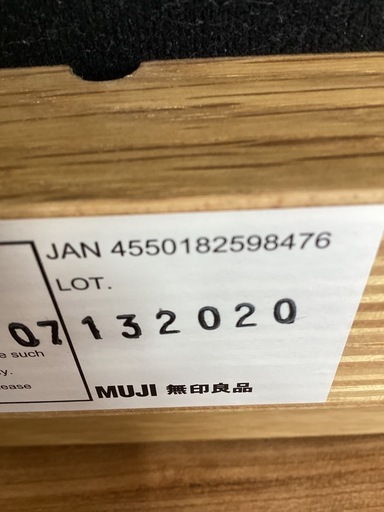 JAN 4550182598476
LOT.
07 132020
e such
y.
ease
MUJI 無印良品